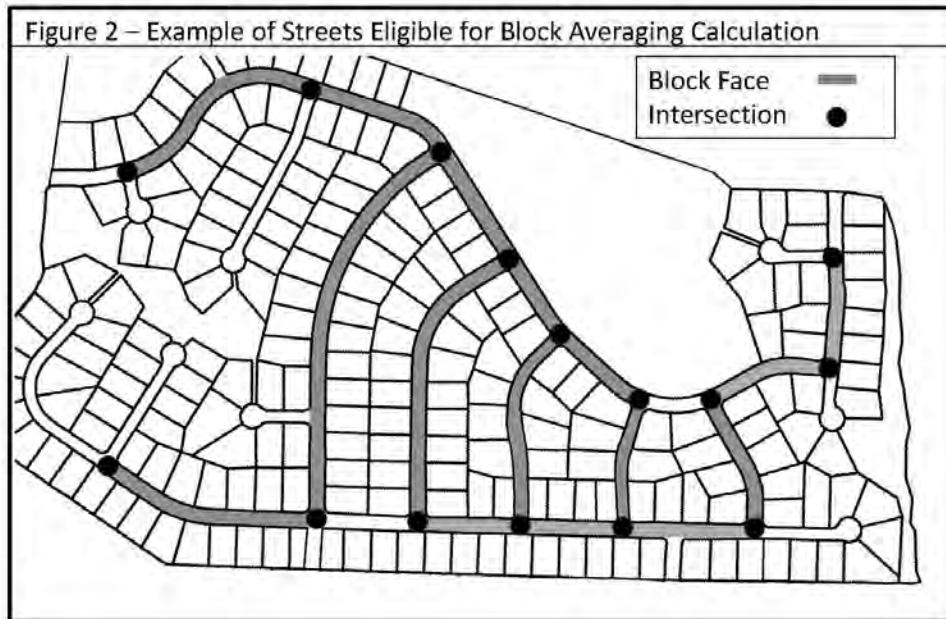 Figure 2 – Example of Streets Eligible for Block Averaging Calculation
Block Face
Intersection